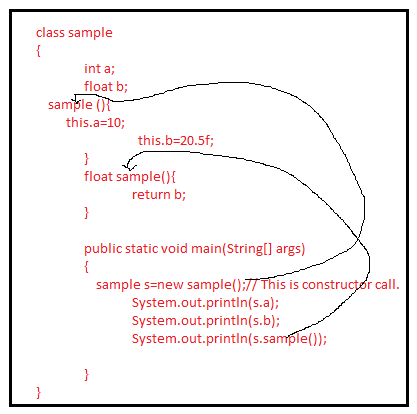 class sample
{
int a;
float b;
sample (){
this.a=10;
this.b=20.5f;
}
float sample(){
return b;
}
public static void main(String[] args)
{
sample s=new sample();// This is constructor call.
System.out.println(s.a);
System.out.println(s.b);
System.out.println(s.sample());
}
}